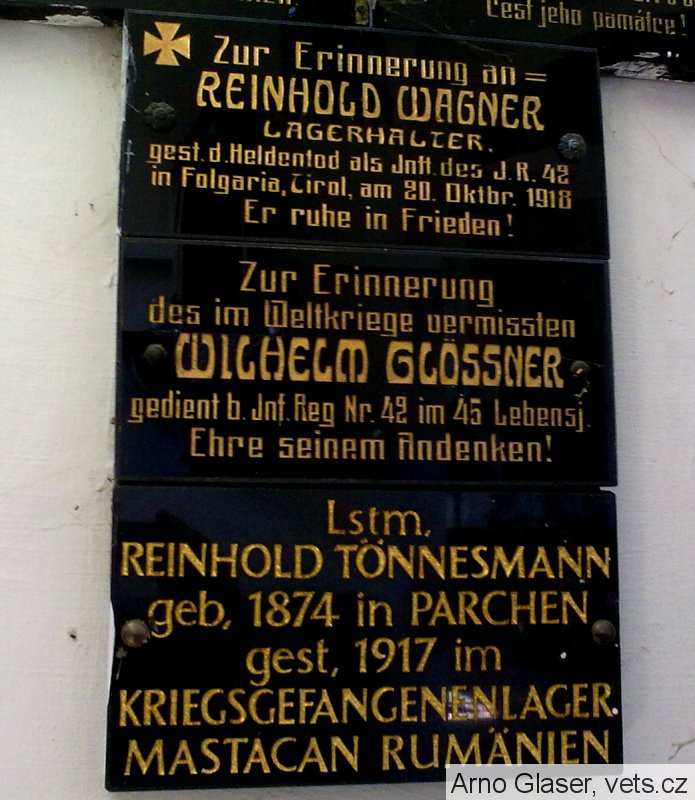 Čest jeho památce!
Zur Erinnerung an =
REINHOLD WAGNER
LAGERHALTER.
gest. d. Heldentod als Jnft. des J. R. 42
in Folgaria, Tirol, am 20. Oktbr. 1918
Er ruhe in Frieden!
Zur Erinnerung
des im Weltkriege vermissten
WILHELM GLÖSSNER
gedient b. Jnf. Reg Nr. 42 im 45 Lebensj.
Ehre seinem Andenken!
Lstm.
REINHOLD TÖNNESMANN
geb, 1874 in PARCHEN
gest, 1917 im
KRIEGSGEFANGENENLAGER
MASTACAN RUMÄNIEN
Arno Glaser, vets.cz